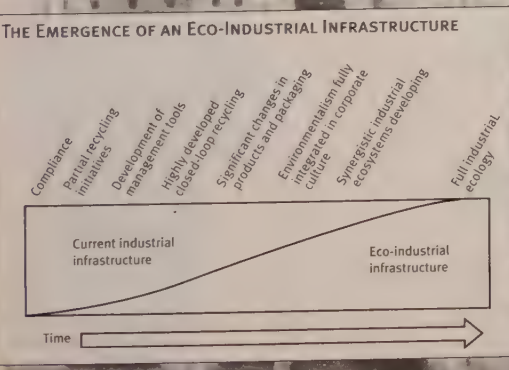 THE EMERGENCE OF AN ECO-INDUSTRIAL INFRASTRUCTURE
Compliance
Partial recycling
initiatives
Development of
management tools
Highly developed
closed-loop recycling
Significant changes in
products and packaging
Environmentalism fully
integrated in corporate
culture
Synergistic industrial
ecosystems developing
Full industrial
ecology
Current industrial
infrastructure
Eco-industrial
infrastructure
Time